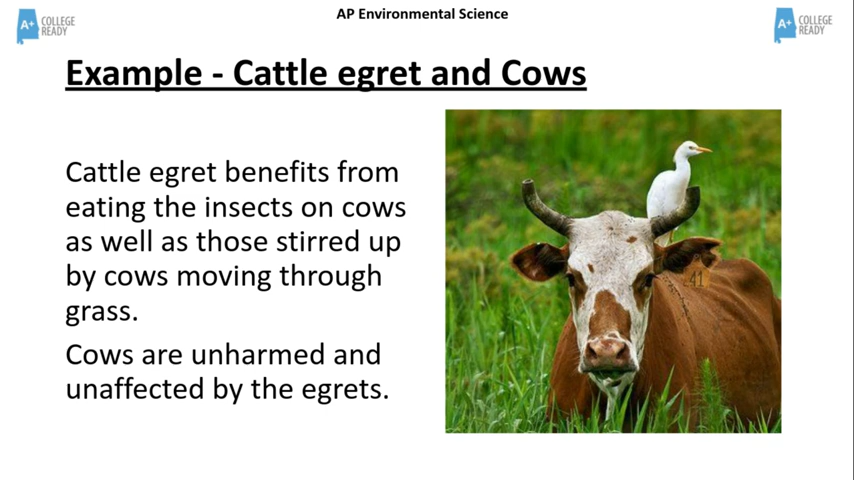 A+ COLLEGE
READY
AP Environmental Science
A+ COLLEGE
READY
Example - Cattle egret and Cows
Cattle egret benefits from
eating the insects on cows
as well as those stirred up
by cows moving through
grass.
Cows are unharmed and
unaffected by the egrets.
41